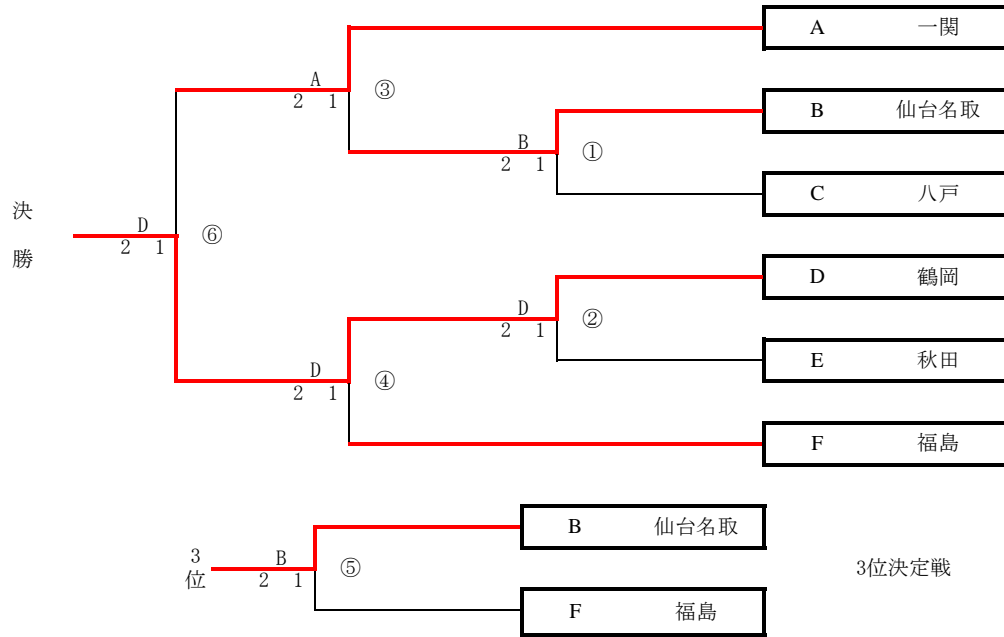 A 一関
A
2 1 ③
B 仙台名取
B
2 1 ①
C 八戸
決勝
D
2 1 ⑥
D 鶴岡
D
2 1 ②
E 秋田
D
2 1 ④
F 福島
B 仙台名取
3位
B
2 1 ⑤
3位決定戦
F 福島